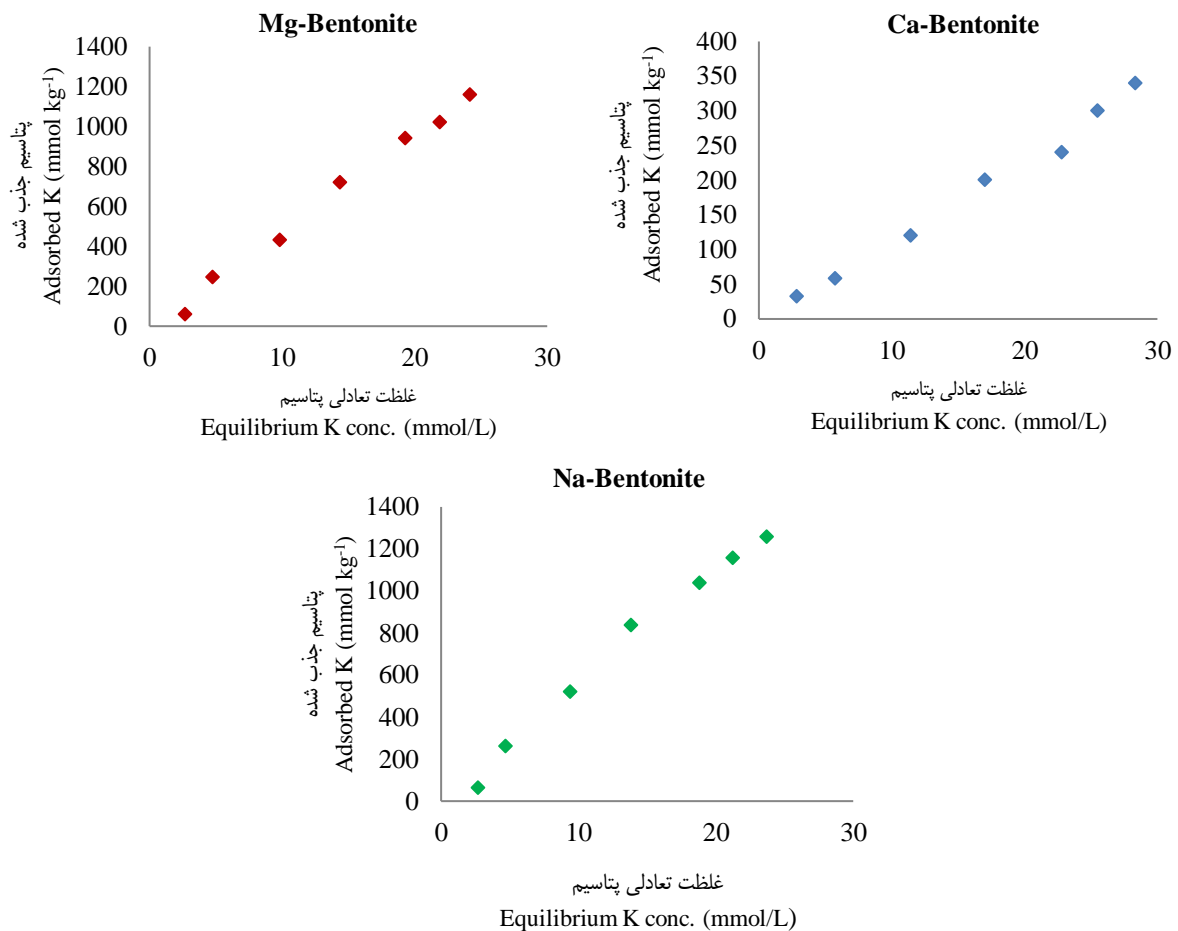 Mg-Bentonite
1400
1200
1000
800
600
400
200
0
0 10 20 30
پتاسیم جذب شده
Adsorbed K (mmol kg-1)
غلظت تعادلی پتاسیم
Equilibrium K conc. (mmol/L)
Ca-Bentonite
400
350
300
250
200
150
100
50
0
0 10 20 30
پتاسیم جذب شده
Adsorbed K (mmol kg-1)
غلظت تعادلی پتاسیم
Equilibrium K conc. (mmol/L)
Na-Bentonite
1400
1200
1000
800
600
400
200
0
0 10 20 30
پتاسیم جذب شده
Adsorbed K (mmol kg-1)
غلظت تعادلی پتاسیم
Equilibrium K conc. (mmol/L)